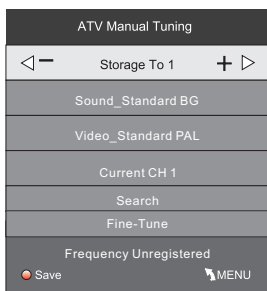 ATV Manual Tuning
Storage To 1
Sound_Standard BG
Video_Standard PAL
Current CH 1
Search
Fine-Tune
Frequency Unregistered
Save MENU